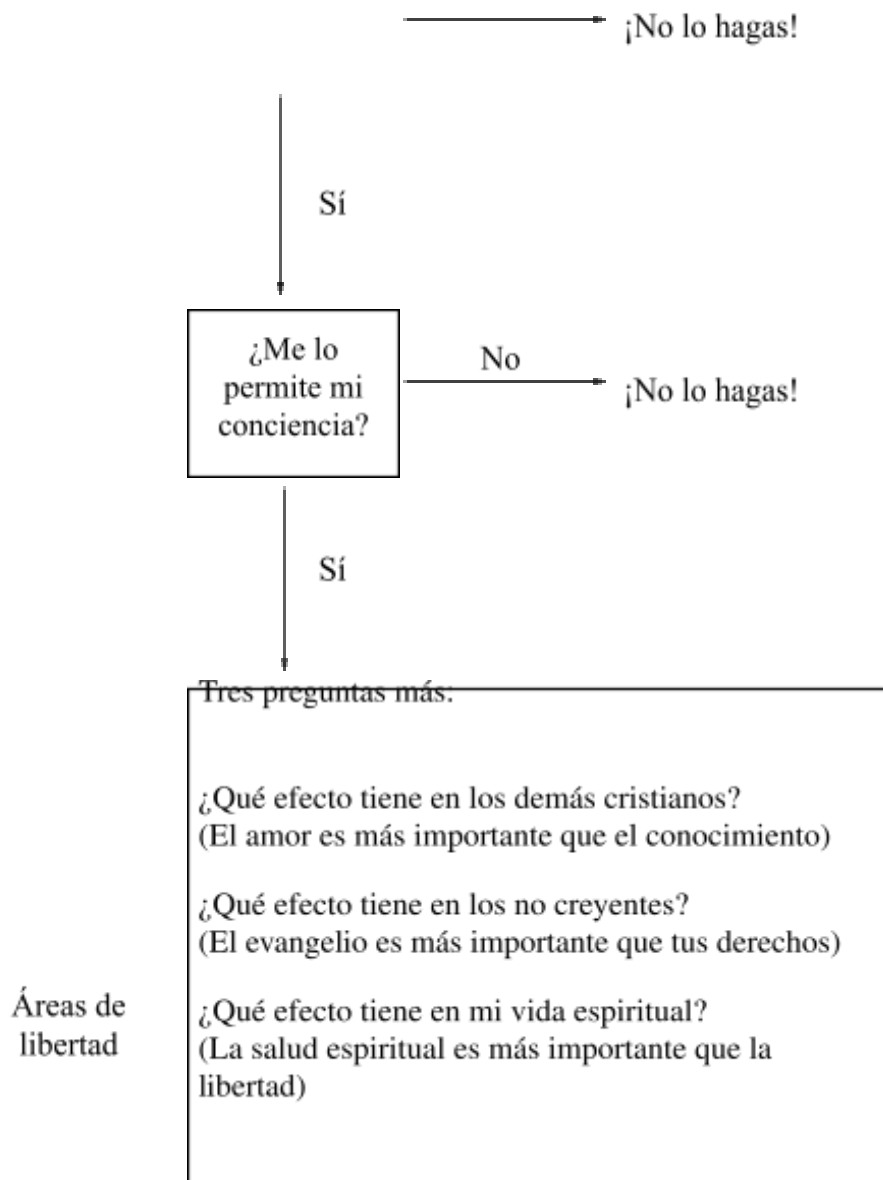 ¡No lo hagas!
Sí
¿Me lo
permite mi
conciencia?
No
¡No lo hagas!
Sí
Tres preguntas más:
¿Qué efecto tiene en los demás cristianos?
(El amor es más importante que el conocimiento)
¿Qué efecto tiene en los no creyentes?
(El evangelio es más importante que tus derechos)
Áreas de
libertad
¿Qué efecto tiene en mi vida espiritual?
(La salud espiritual es más importante que la
libertad)